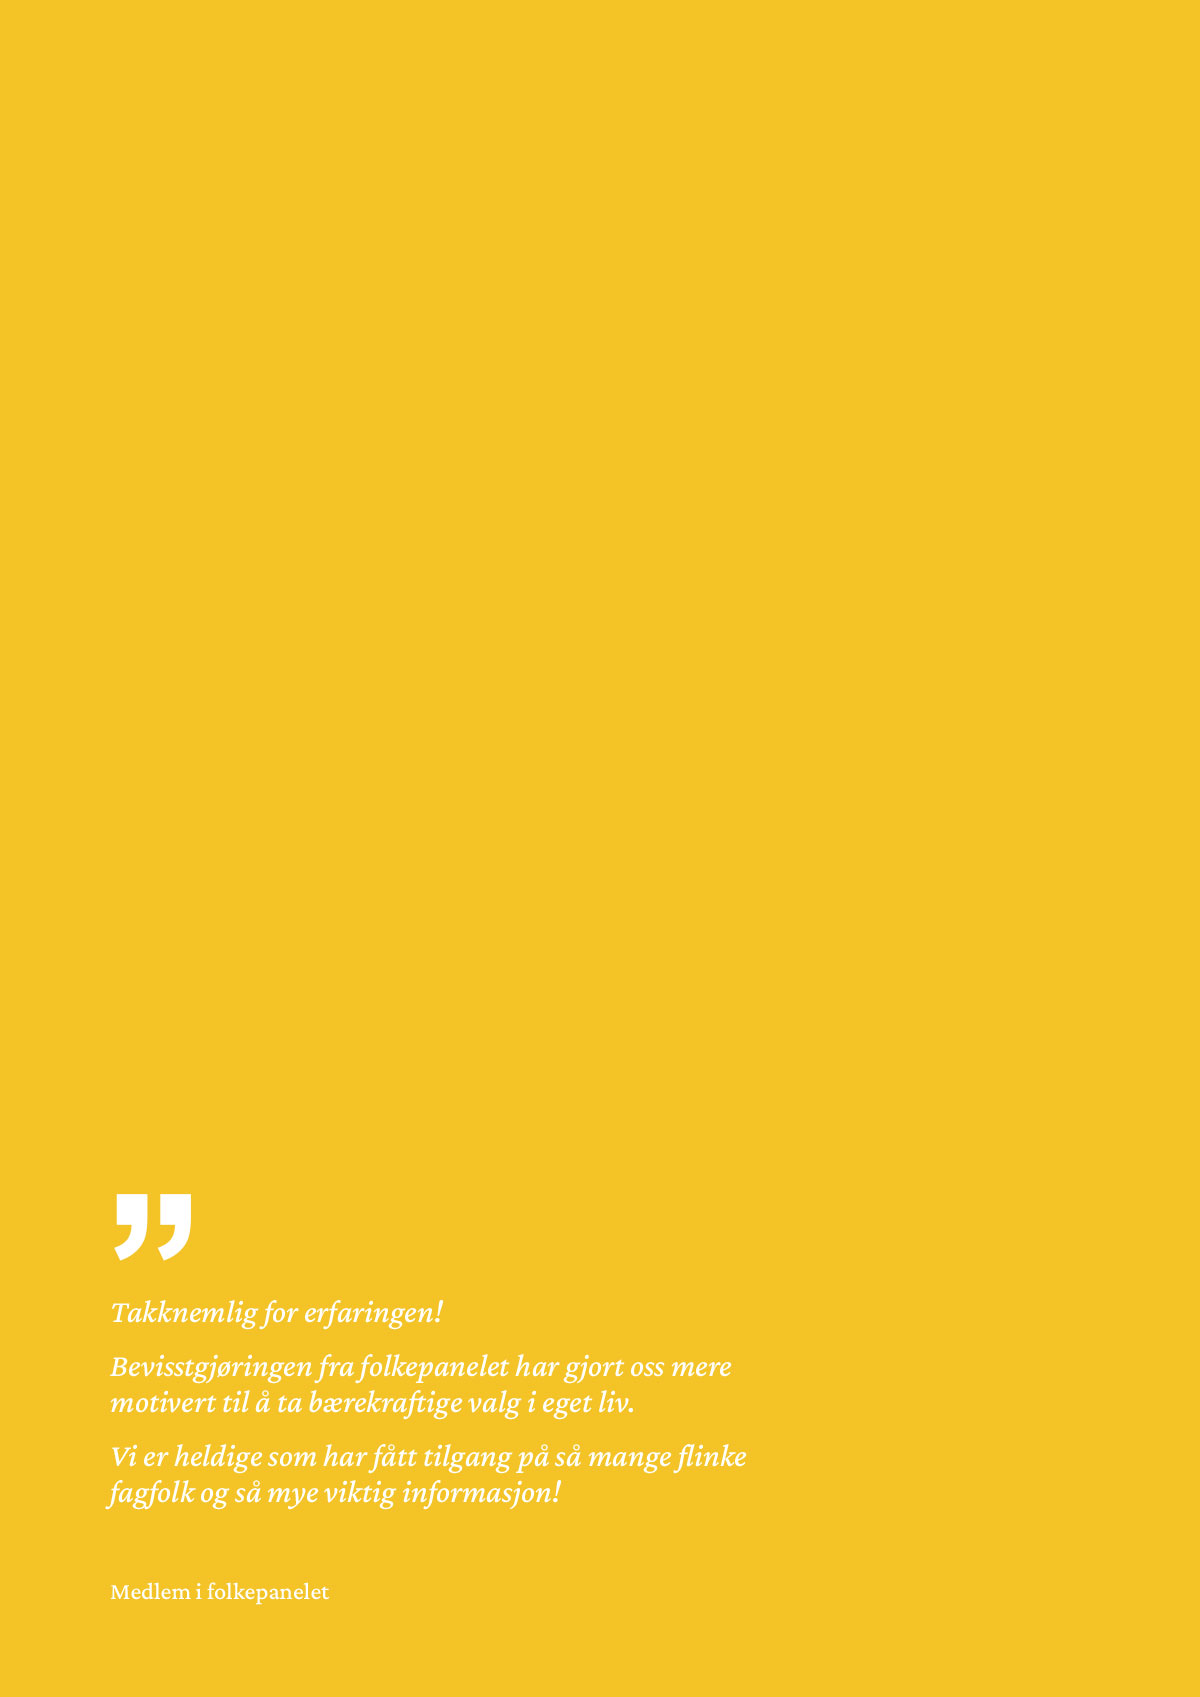 ”
Takknemlig for erfaringen!
Bevisstgjøringen fra folkepanelet har gjort oss mere
motivert til å ta bærekraftige valg i eget liv.
Vi er heldige som har fått tilgang på så mange flinke
fagfolk og så mye viktig informasjon!
Medlem i folkepanelet